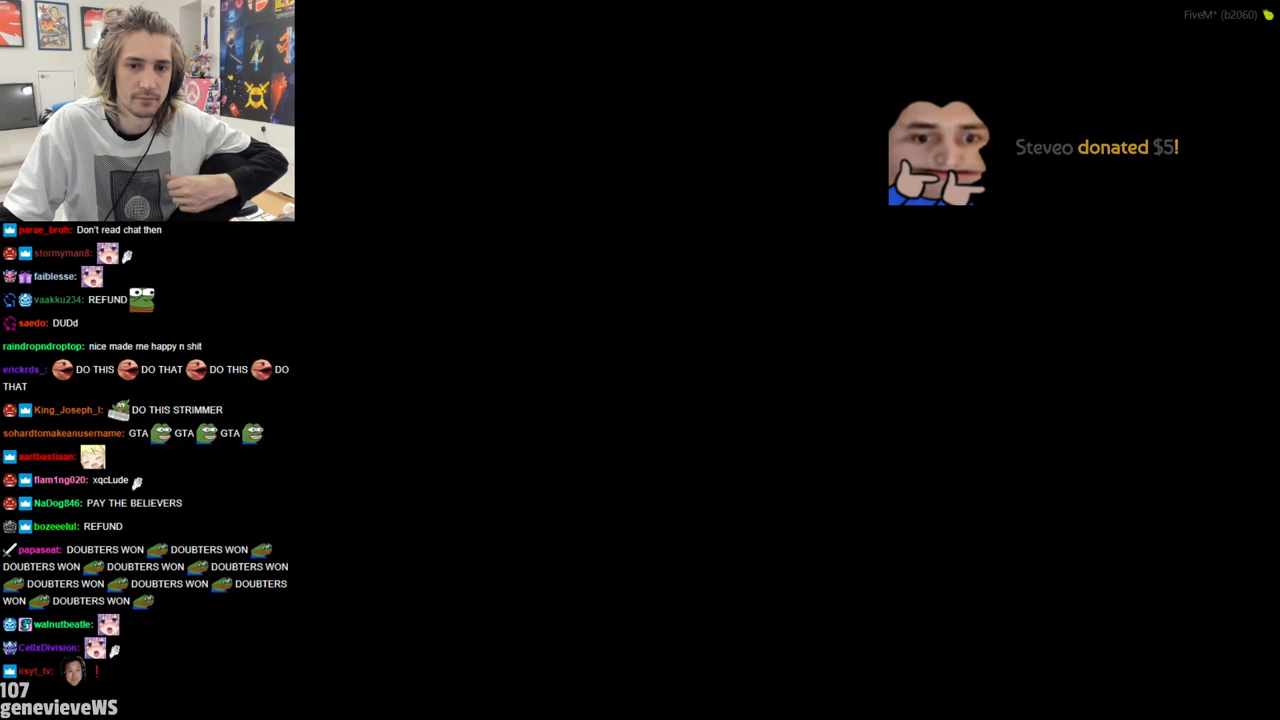 FiveM* (b2060)
Steveo donated $5!
parae_bruh: Don't read chat then
stormyman8:
faiblesse:
vaakku234: REFUND
saedo: DUDd
raindropndroptop: nice made me happy n shit
erickrds_: DO THIS DO THAT DO THIS DO
THAT
King_Joseph_I: DO THIS STRIMMER
sohardtomakeanusername: GTA GTA GTA
aartbastiaan:
flam1ng020: xqcLude
NaDog846: PAY THE BELIEVERS
bozeeelul: REFUND
papaseat: DOUBTERS WON DOUBTERS WON
DOUBTERS WON DOUBTERS WON DOUBTERS WON
DOUBTERS WON DOUBTERS WON DOUBTERS
WON DOUBTERS WON
walnutbeatle:
CellxDivision:
iisyt_tv: !
107
genevieveWS